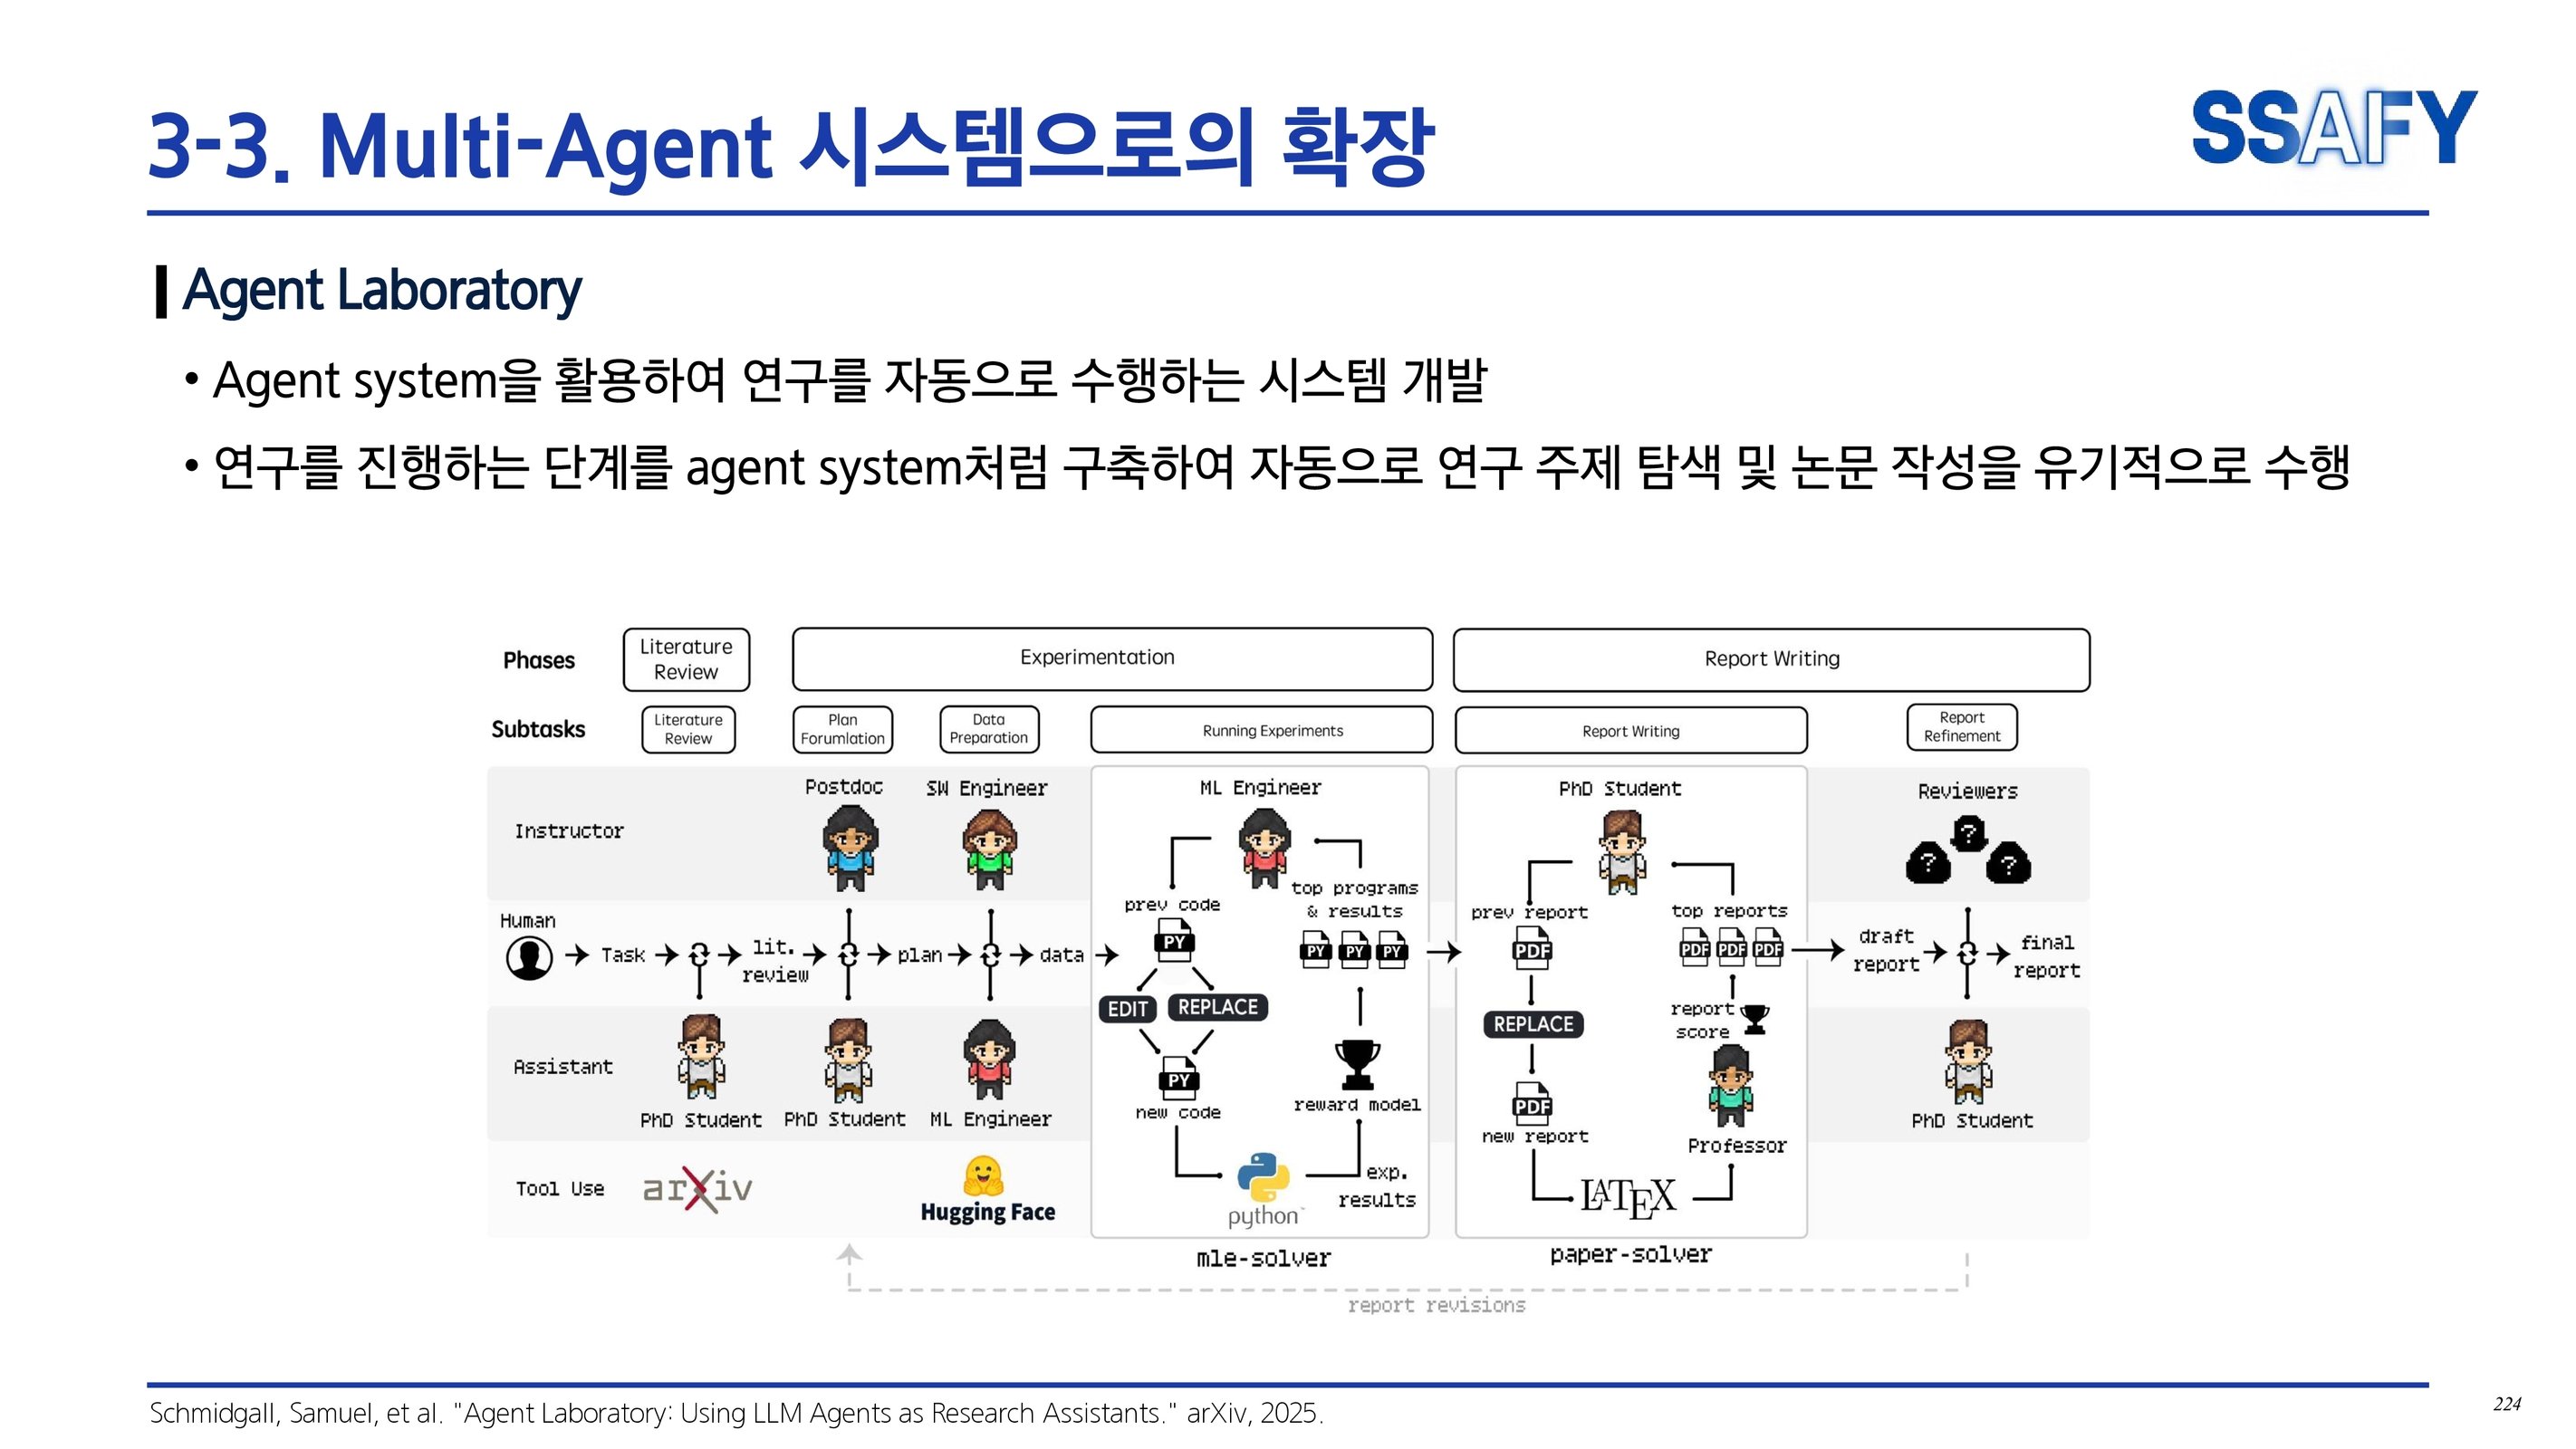 3-3. Multi-Agent 시스템으로의 확장
SSAFY
Agent Laboratory
• Agent system을 활용하여 연구를 자동으로 수행하는 시스템 개발
• 연구를 진행하는 단계를 agent system처럼 구축하여 자동으로 연구 주제 탐색 및 논문 작성을 유기적으로 수행
Phases
Literature
Review
Experimentation
Report Writing
Subtasks
Literature
Review
Plan
Forumlation
Data
Preparation
Running Experiments
Report Writing
Report
Refinement
Instructor
Postdoc
SW Engineer
ML Engineer
PhD Student
Reviewers
? ? ?
Human
Task
lit.
review
plan
data
prev code
PY
EDIT
REPLACE
PY
new code
top programs
& results
PY PY PY
reward model
exp.
results
python
prev report
PDF
REPLACE
PDF
new report
top reports
PDF PDF PDF
report
score
Professor
LATEX
draft
report
final
report
Assistant
PhD Student
PhD Student
ML Engineer
PhD Student
Tool Use
arXiv
Hugging Face
mle-solver
paper-solver
report revisions
Schmidgall, Samuel, et al. "Agent Laboratory: Using LLM Agents as Research Assistants." arXiv, 2025.
224